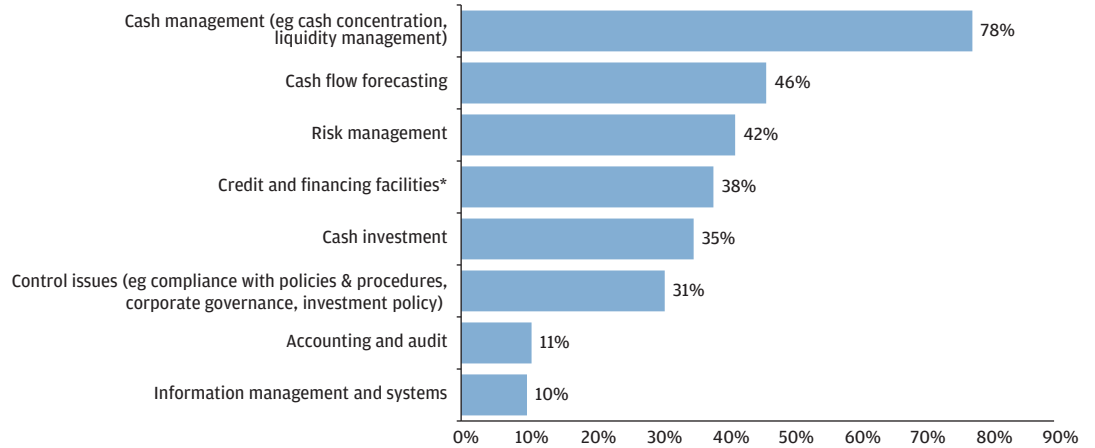 Cash management (eg cash concentration,
liquidity management)
78%
Cash flow forecasting
46%
Risk management
42%
Credit and financing facilities*
38%
Cash investment
35%
Control issues (eg compliance with policies & procedures,
corporate governance, investment policy)
31%
Accounting and audit
11%
Information management and systems
10%
0% 10% 20% 30% 40% 50% 60% 70% 80% 90%